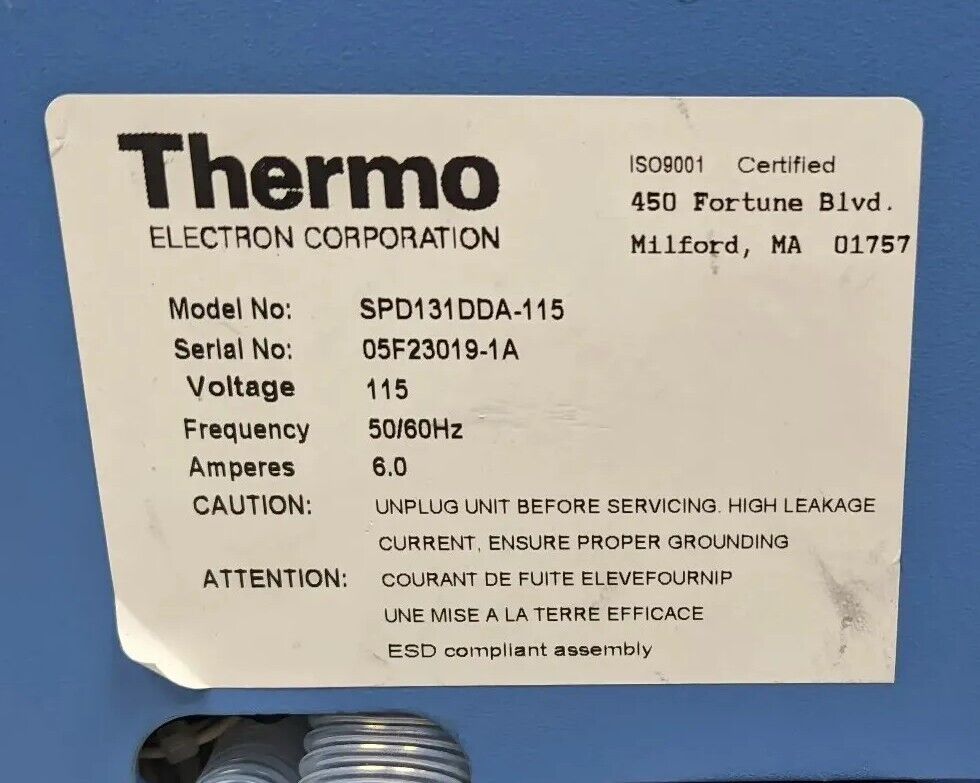 Thermo
ELECTRON CORPORATION
ISO9001 Certified
450 Fortune Blvd.
Milford, MA 01757
Model No: SPD131DDA-115
Serial No: 05F23019-1A
Voltage 115
Frequency 50/60Hz
Amperes 6.0
CAUTION: UNPLUG UNIT BEFORE SERVICING. HIGH LEAKAGE
CURRENT, ENSURE PROPER GROUNDING
ATTENTION: COURANT DE FUITE ELEVEFOURNIP
UNE MISE A LA TERRE EFFICACE
ESD compliant assembly